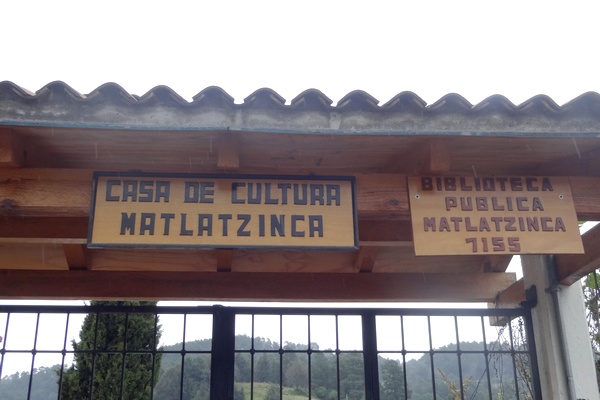 CASA DE CULTURA
MATLATZINCA
BIBLIOTECA
PUBLICA
MATLATZINCA
7155